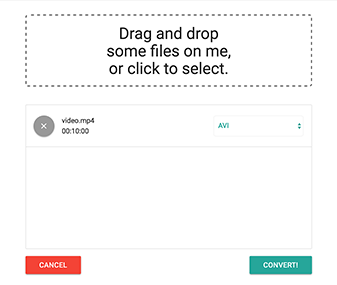 Drag and drop
some files on me,
or click to select.
video.mp4
00:10:00
AVI
CANCEL
CONVERT!